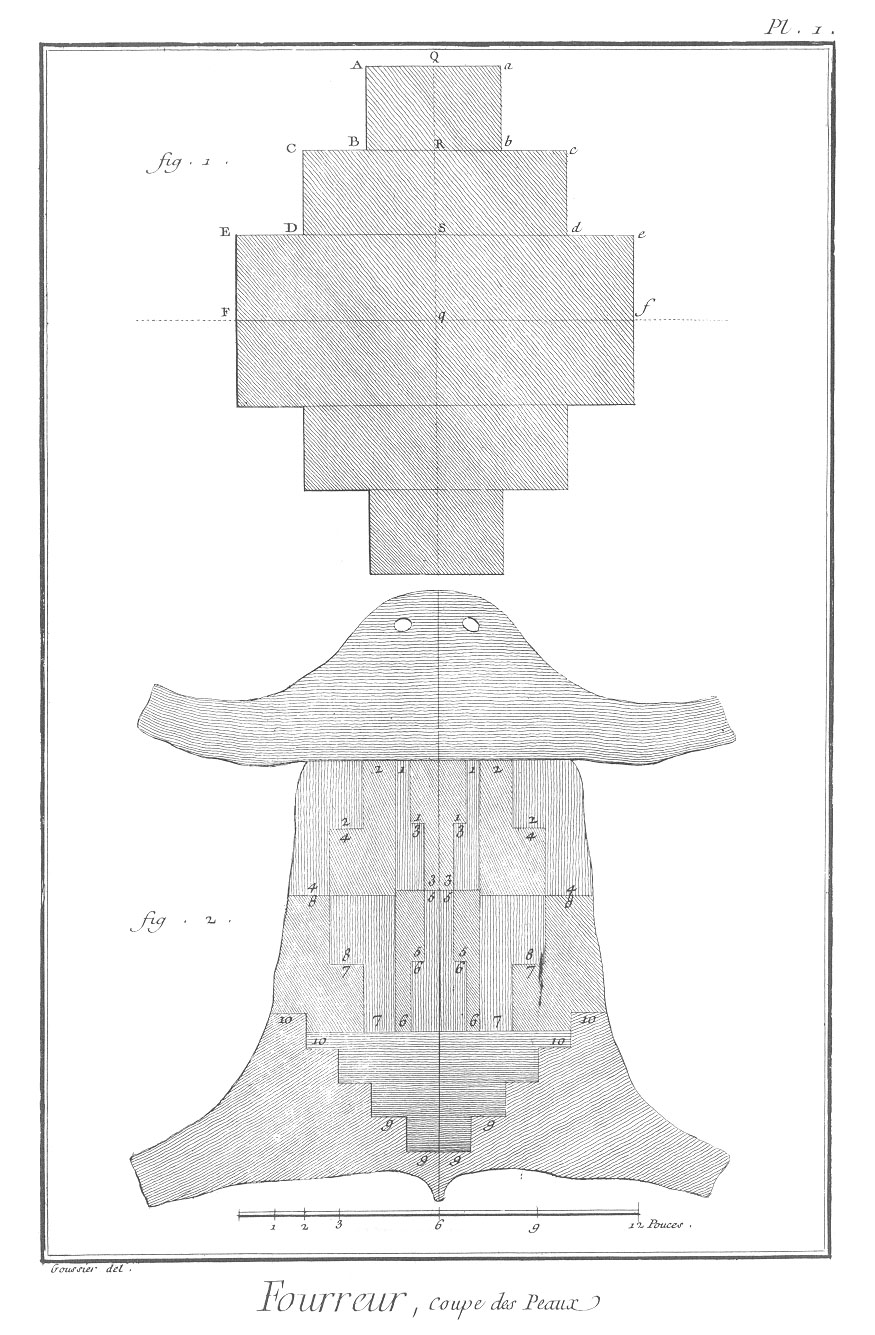 Pl. 1.
Q
A a
fig. 1.
B R b
C c
D S d
E e
F q f
2 1 1 2
1 1
2 3 3 2
4 4
3 3
4 5 5 4
8 8
fig. 2.
8 5 5 8
7 6 6 7
10 7 6 6 7 10
10 10
9 9
9 9
1 2 3 6 9 12 Pouces.
Goussier del.
Fourreur, Coupe des Peaux